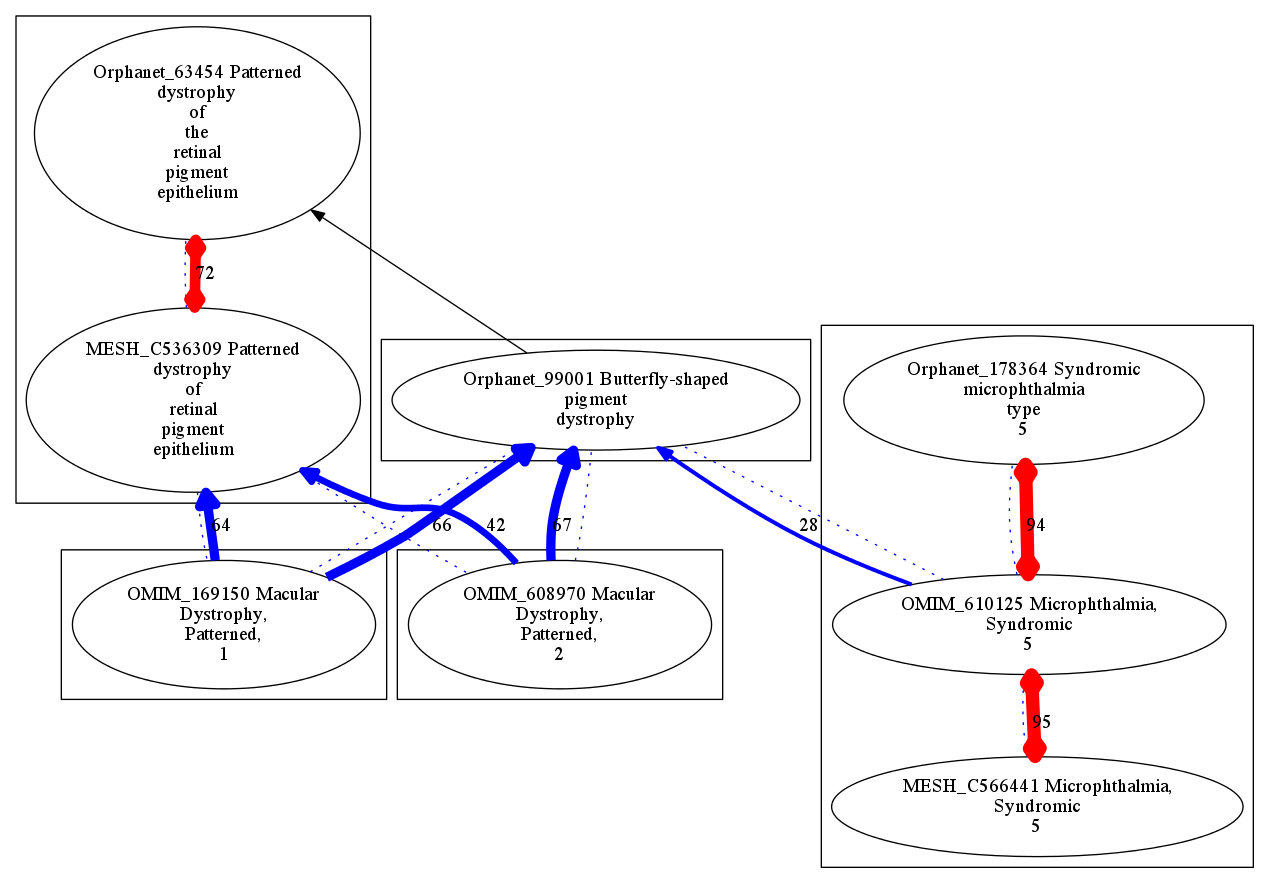 Orphanet_63454 Patterned
dystrophy
of
the
retinal
pigment
epithelium
72
MESH_C536309 Patterned
dystrophy
of
retinal
pigment
epithelium
Orphanet_99001 Butterfly-shaped
pigment
dystrophy
Orphanet_178364 Syndromic
microphthalmia
type
5
64
66
42
67
28
94
OMIM_169150 Macular
Dystrophy,
Patterned,
1
OMIM_608970 Macular
Dystrophy,
Patterned,
2
OMIM_610125 Microphthalmia,
Syndromic
5
95
MESH_C566441 Microphthalmia,
Syndromic
5